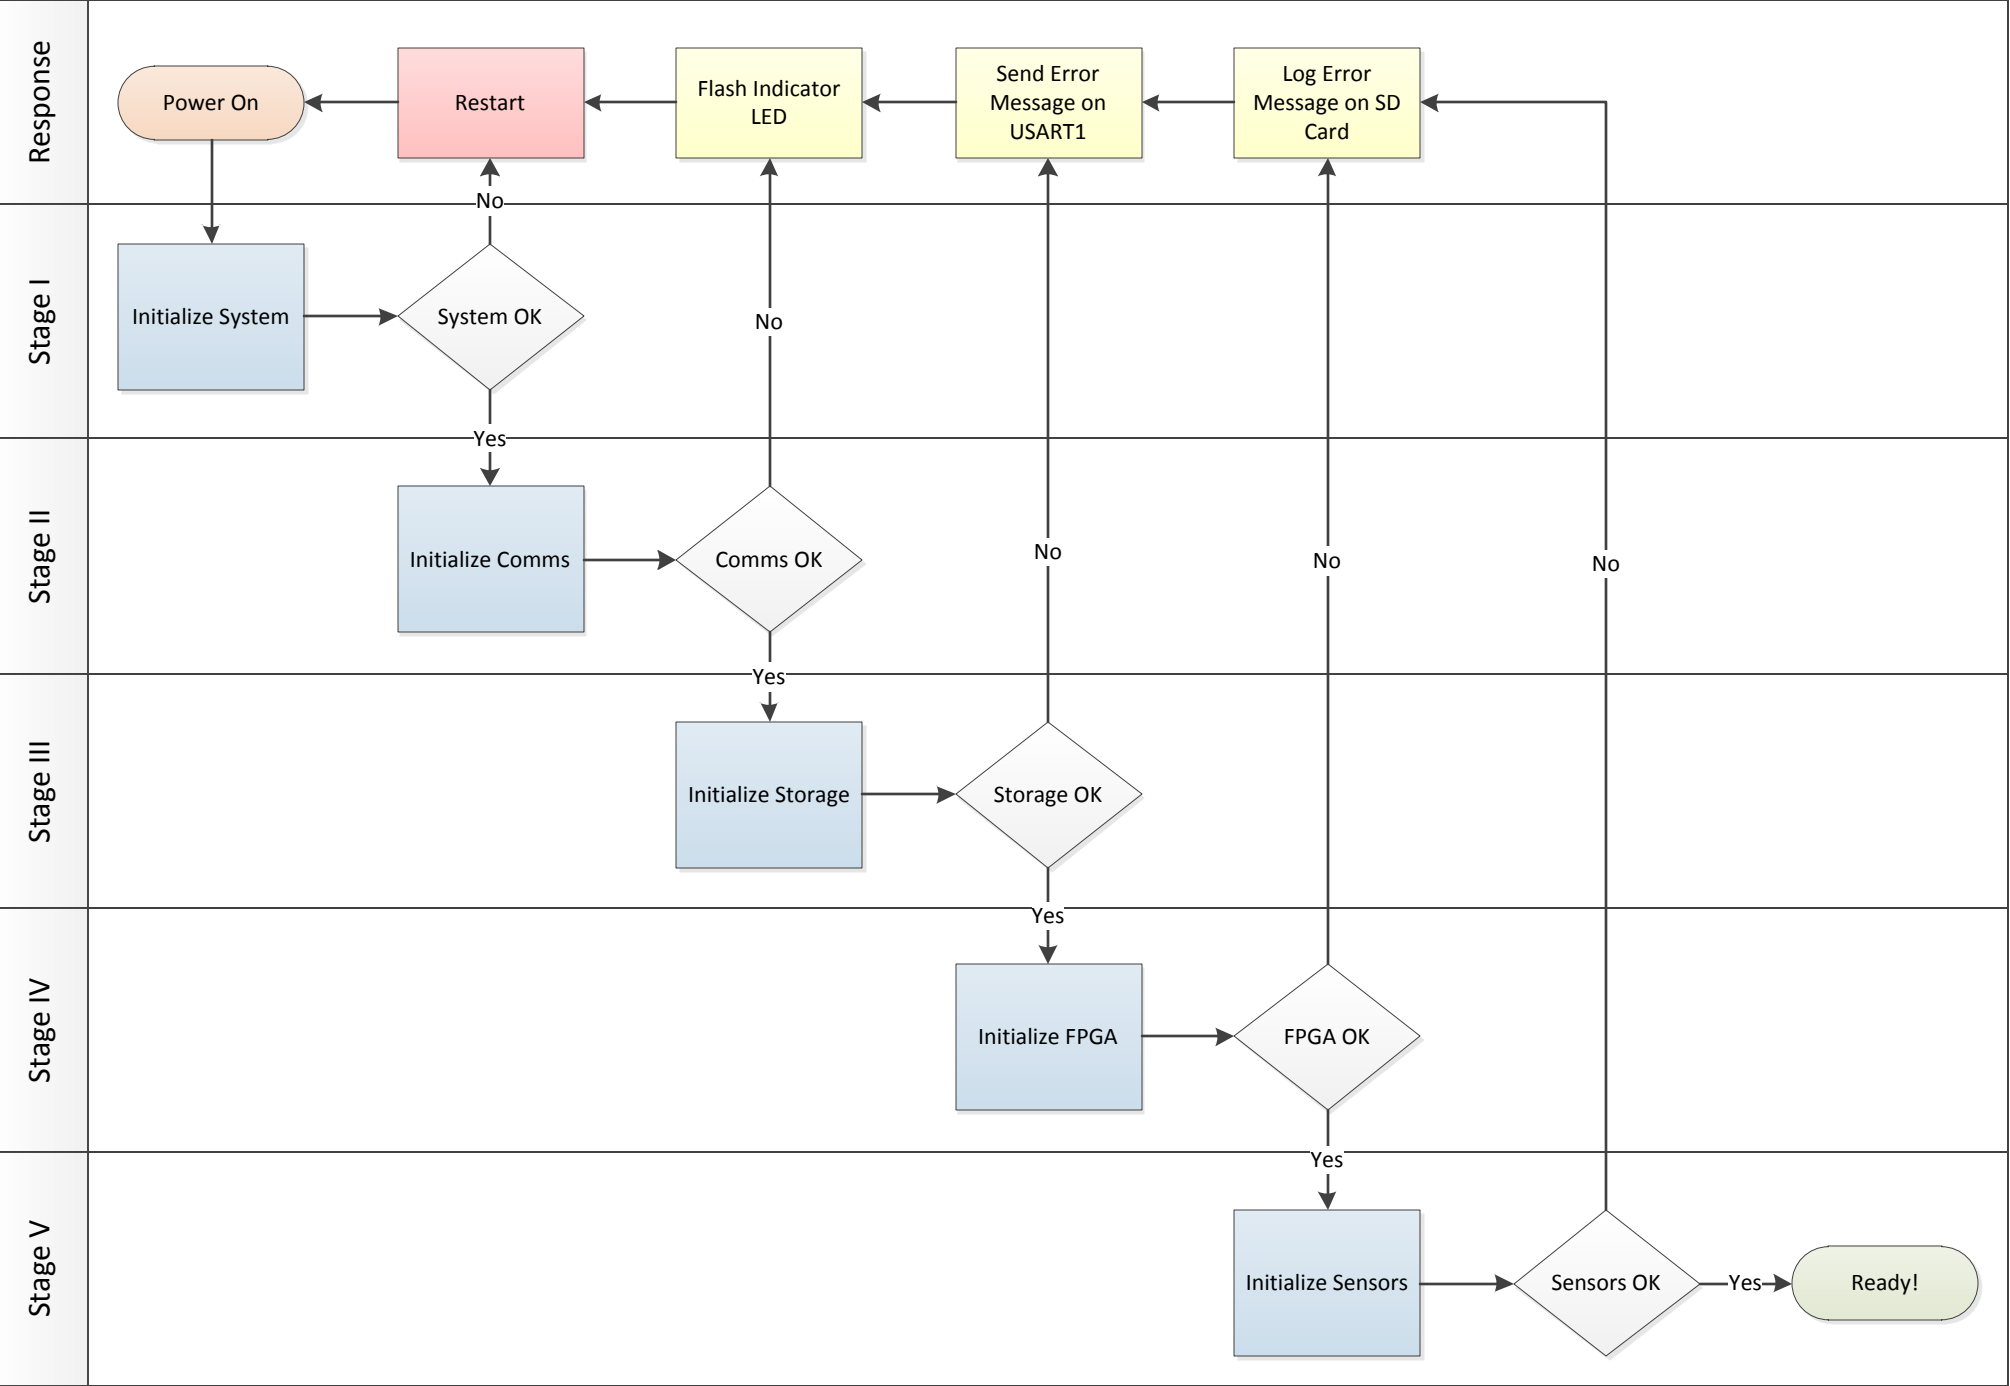 Response
Power On
Restart
Flash Indicator
LED
Send Error
Message on
USART1
Log Error
Message on SD
Card
No
Stage I
Initialize System
System OK
No
Yes
Stage II
Initialize Comms
Comms OK
No
No
No
Yes
Stage III
Initialize Storage
Storage OK
Yes
Stage IV
Initialize FPGA
FPGA OK
Yes
Stage V
Initialize Sensors
Sensors OK
Yes
Ready!